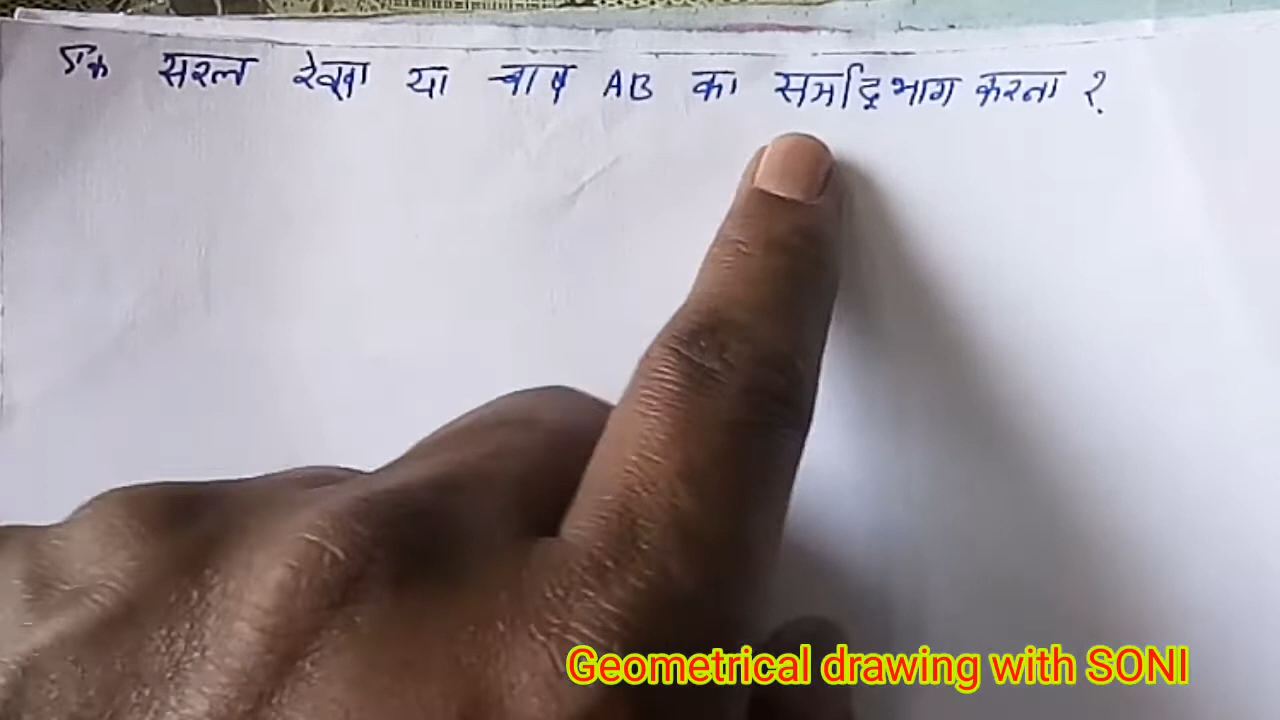 एक सरल रेखा या चाप AB का समद्विभाग करना ?
Geometrical drawing with SONI